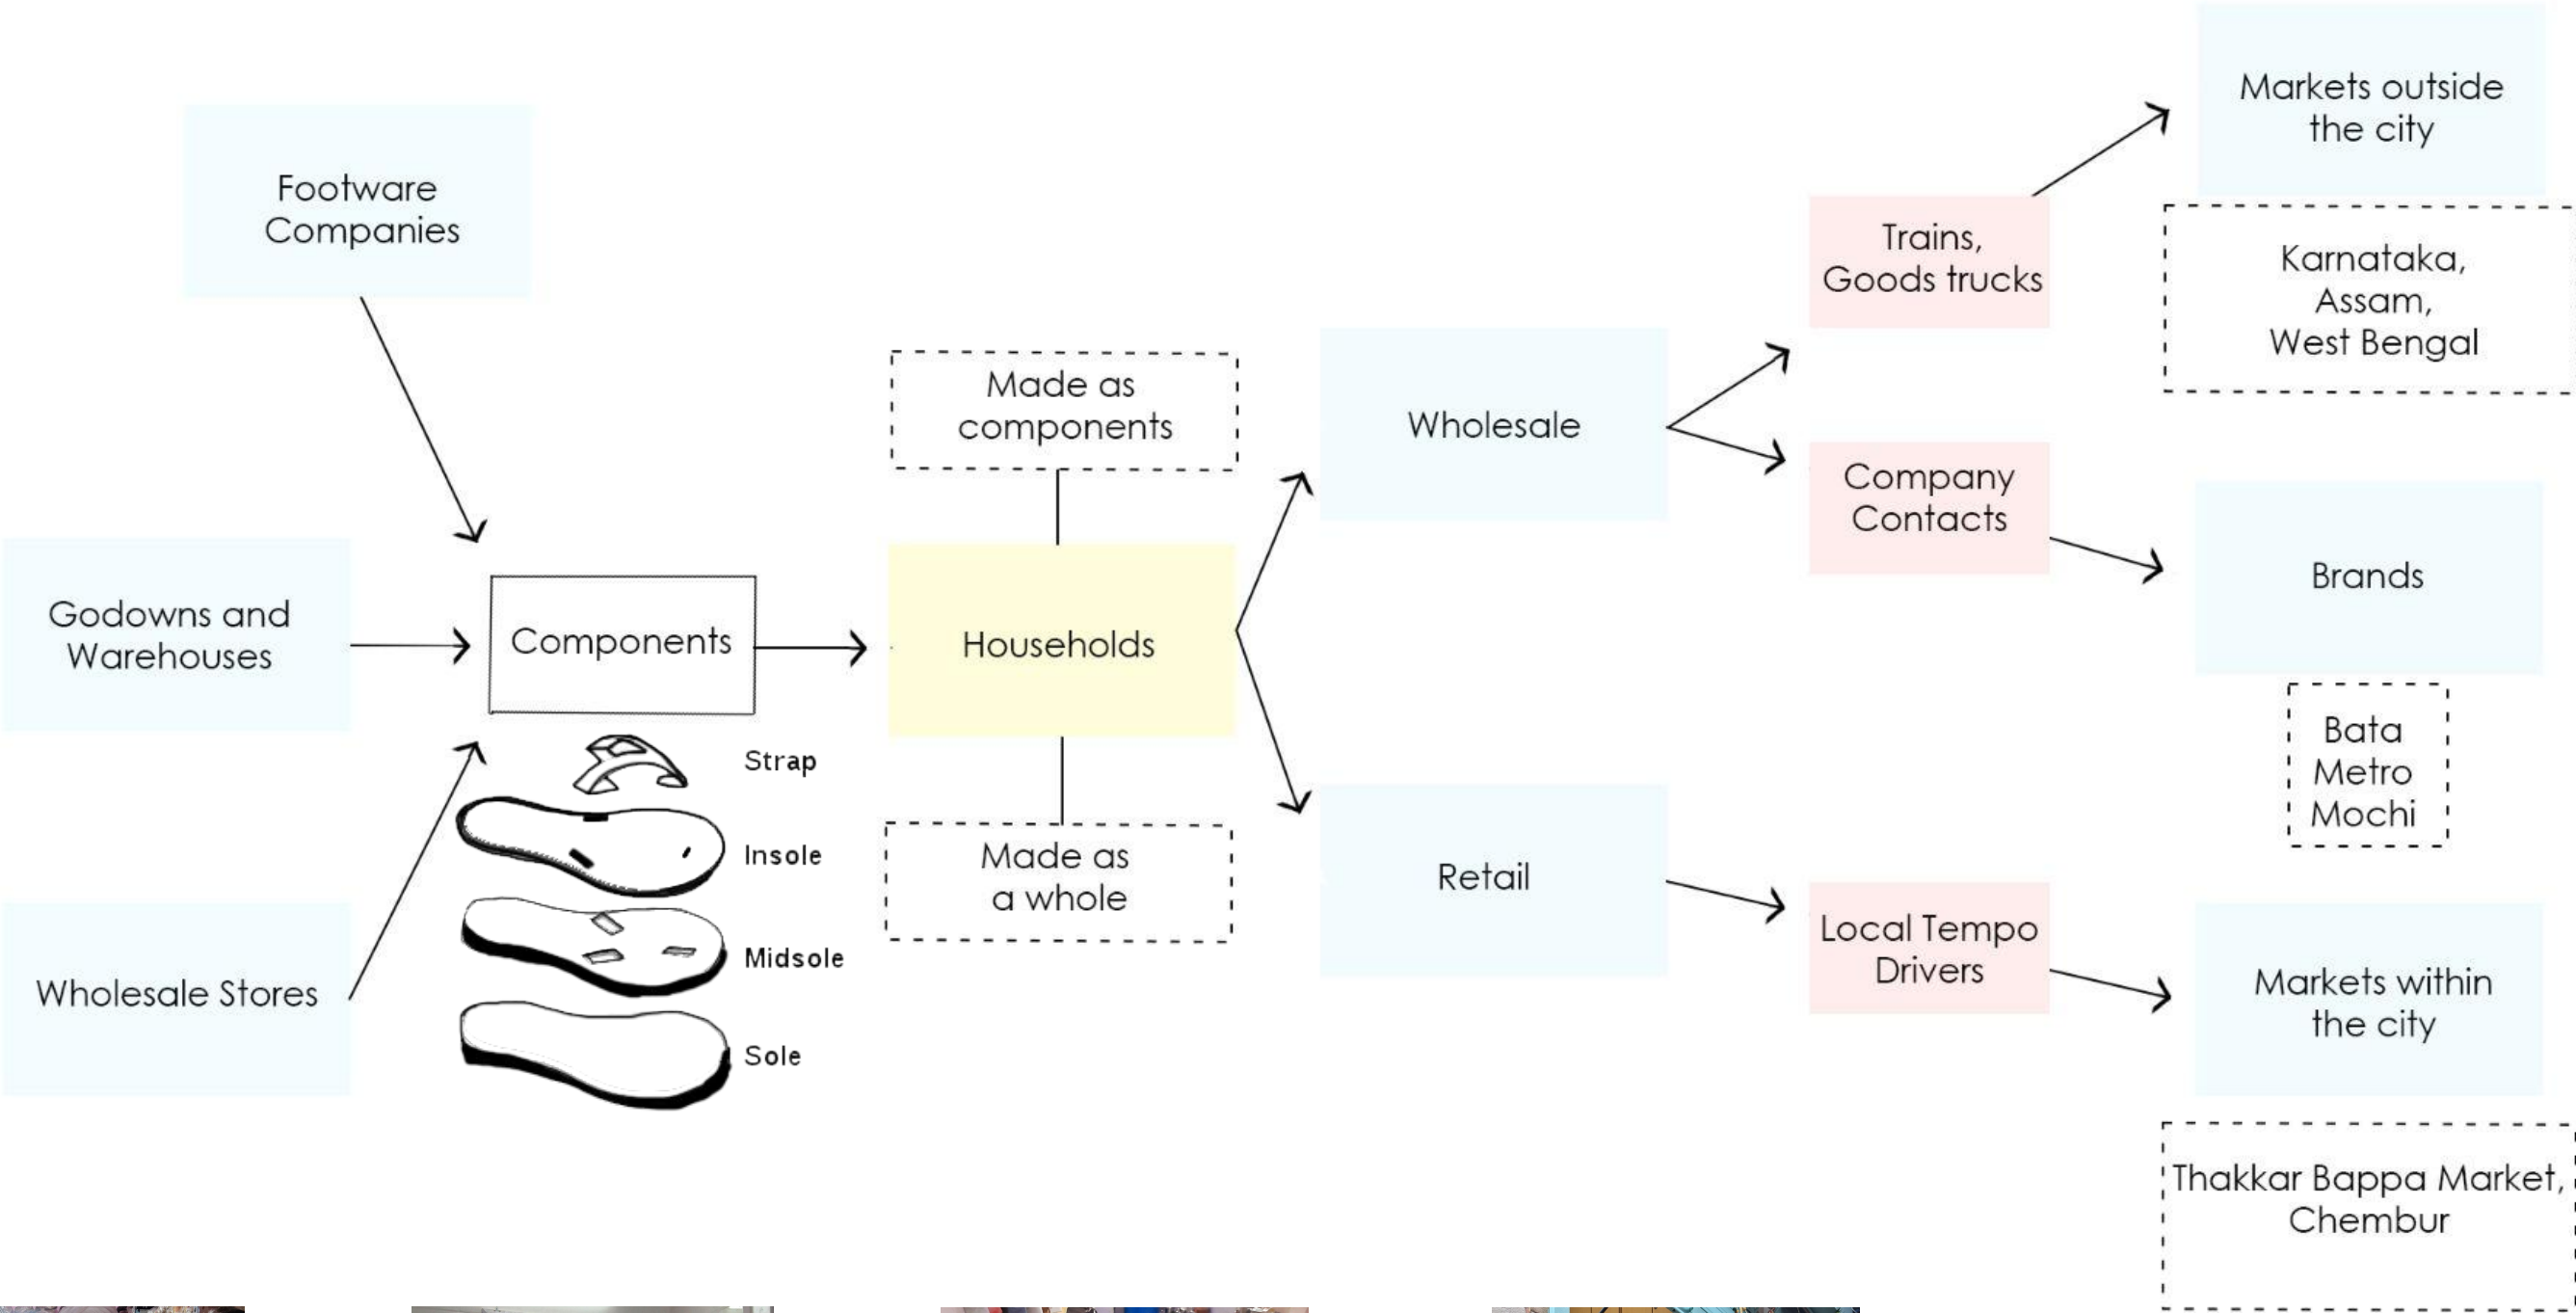 Footware
Companies
Godowns and
Warehouses
Wholesale Stores
Components
Strap
Insole
Midsole
Sole
Made as
components
Households
Made as
a whole
Wholesale
Retail
Trains,
Goods trucks
Company
Contacts
Local Tempo
Drivers
Markets outside
the city
Karnataka,
Assam,
West Bengal
Brands
Bata
Metro
Mochi
Markets within
the city
Thakkar Bappa Market,
Chembur